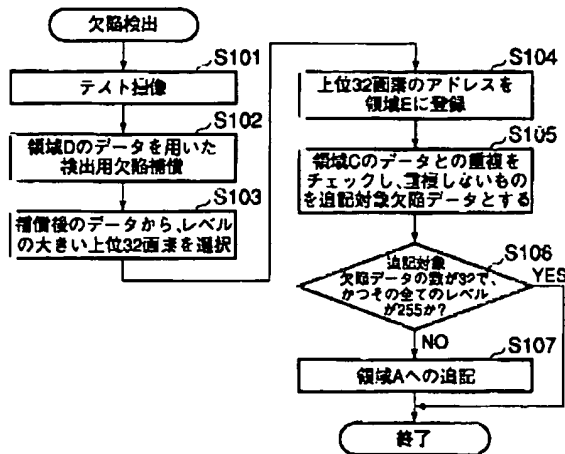 欠陥検出
S101
テスト撮像
S102
領域Dのデータを用いた
検出用欠陥補償
S103
補償後のデータから、レベル
の大きい上位32画素を選択
S104
上位32画素のアドレスを
領域Eに登録
S105
領域Cのデータとの重複を
チェックし、重複しないもの
を追記対象欠陥データとする
S106
追記対象
欠陥データの数が32で、
かつその全てのレベル
が255か?
YES
NO
S107
領域Aへの追記
終了